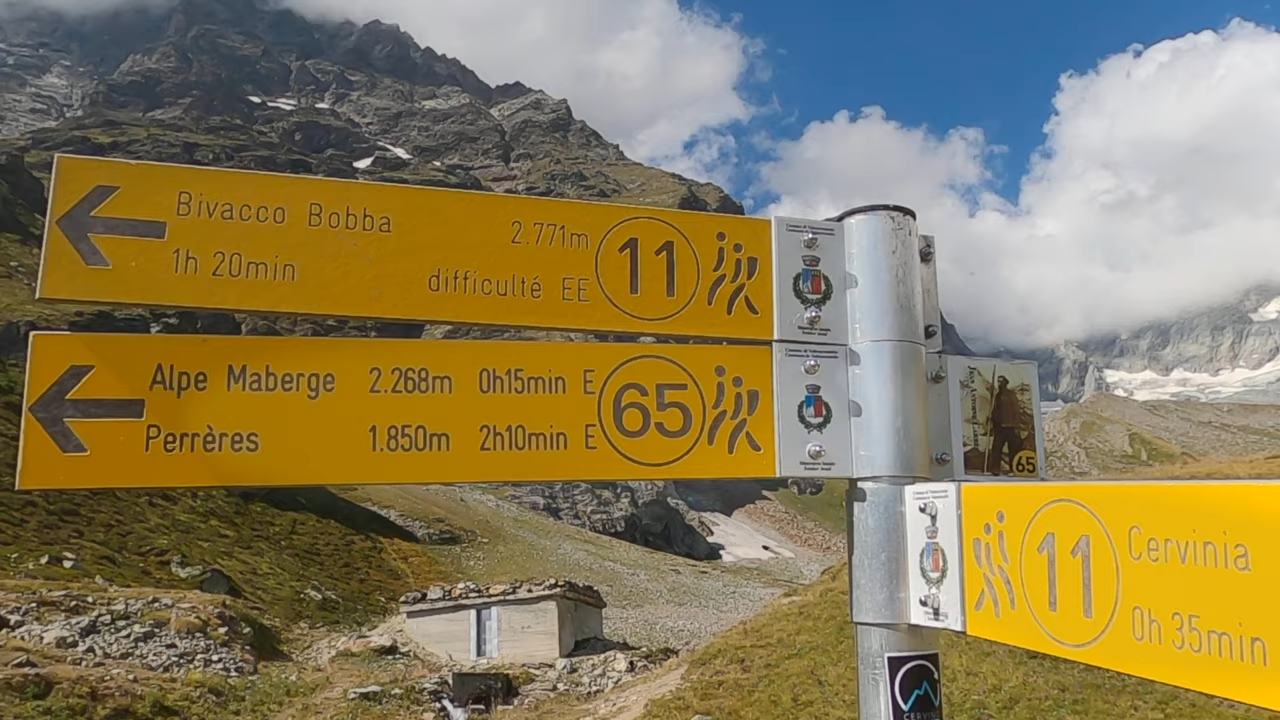 Bivacco Bobba 2.771m
1h 20min difficulté EE
11
Alpe Maberge 2.268m 0h15min E
Perrères 1.850m 2h10min E
65
65
11
Cervinia
0h 35min
CERVINO